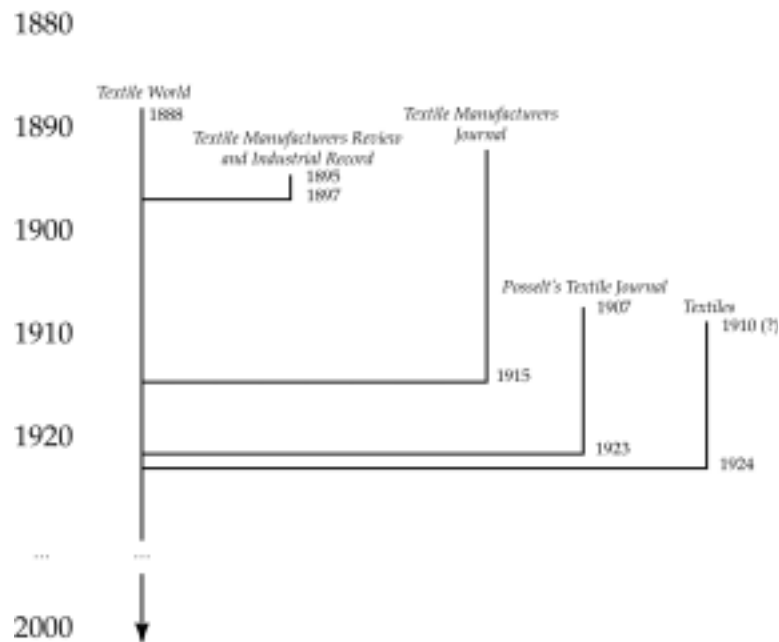 1880
Textile World
1888
Textile Manufacturers
Journal
1890
Textile Manufacturers Review
and Industrial Record
1895
1897
1900
Posselt's Textile Journal
1907
Textiles
1910 (?)
1910
1915
1920
1923
1924
... ...
2000